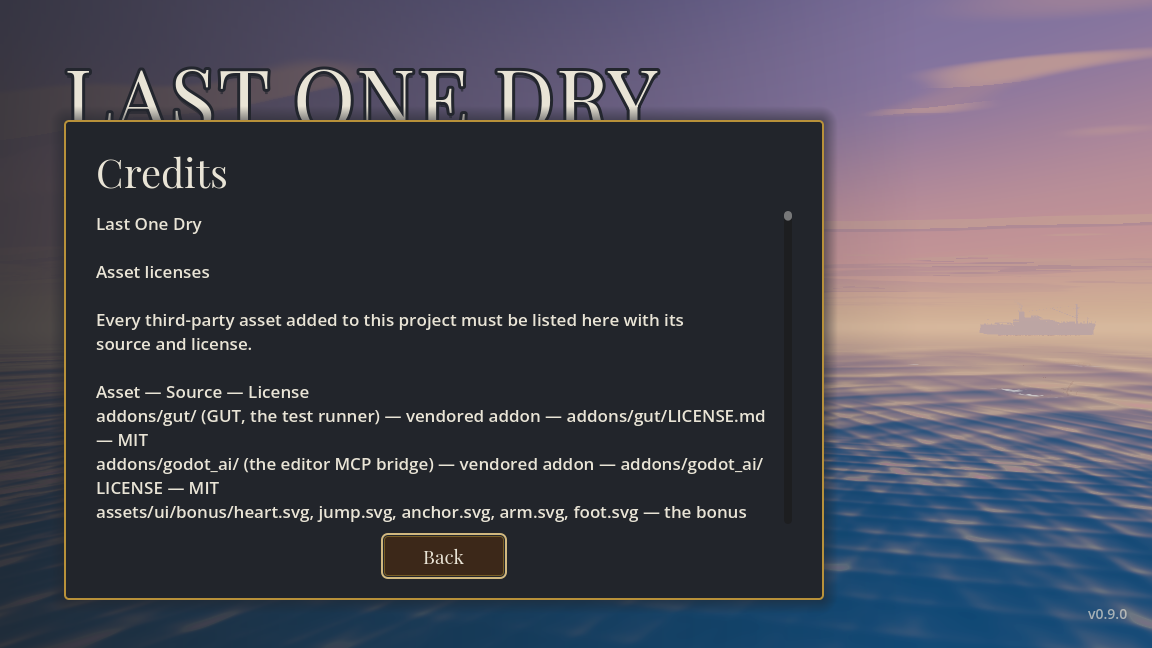 LAST ONE DRY
Credits
Last One Dry
Asset licenses
Every third-party asset added to this project must be listed here with its
source and license.
Asset — Source — License
addons/gut/ (GUT, the test runner) — vendored addon — addons/gut/LICENSE.md
— MIT
addons/godot_ai/ (the editor MCP bridge) — vendored addon — addons/godot_ai/
LICENSE — MIT
assets/ui/bonus/heart.svg, jump.svg, anchor.svg, arm.svg, foot.svg — the bonus
Back
v0.9.0